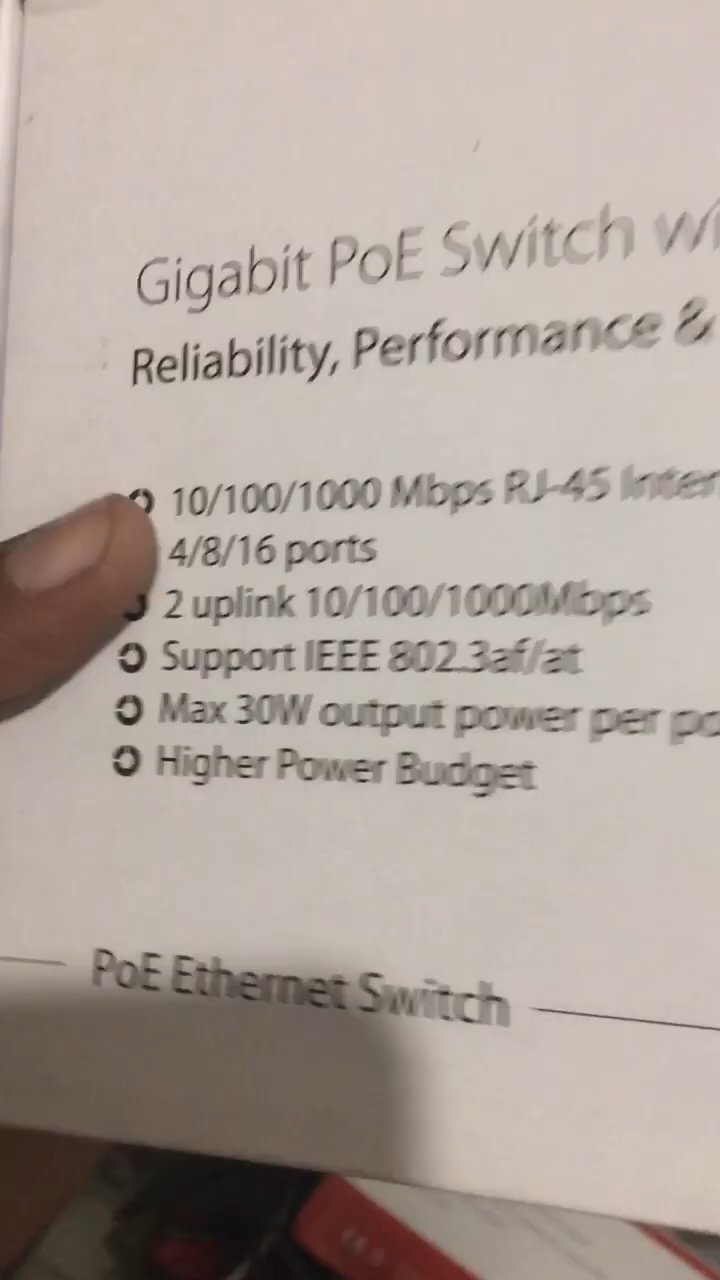 Gigabit PoE Switch
Reliability, Performance &
10/100/1000 Mbps RJ-45
4/8/16 ports
2 uplink 10/100/1000Mbps
Support IEEE 802.3af/at
Max 30W output power per
Higher Power Budget
PoE Ethernet Switch